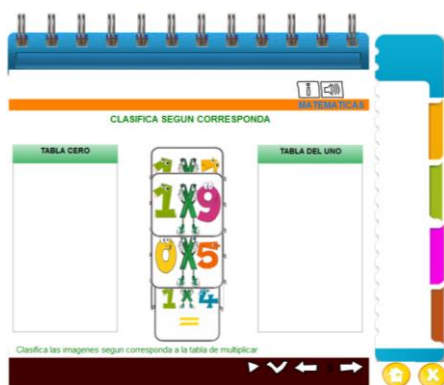 MATEMATICAS
CLASIFICA SEGUN CORRESPONDA
TABLA CERO
TABLA DEL UNO
1X9
0X5
1X4
=
Clasifica las imagenes segun corresponda a la tabla de multiplicar